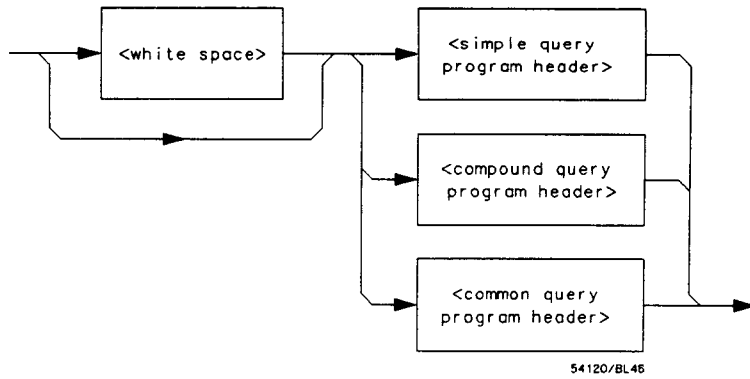 <white space>
<simple query
program header>
<compound query
program header>
<common query
program header>
54120/BL46